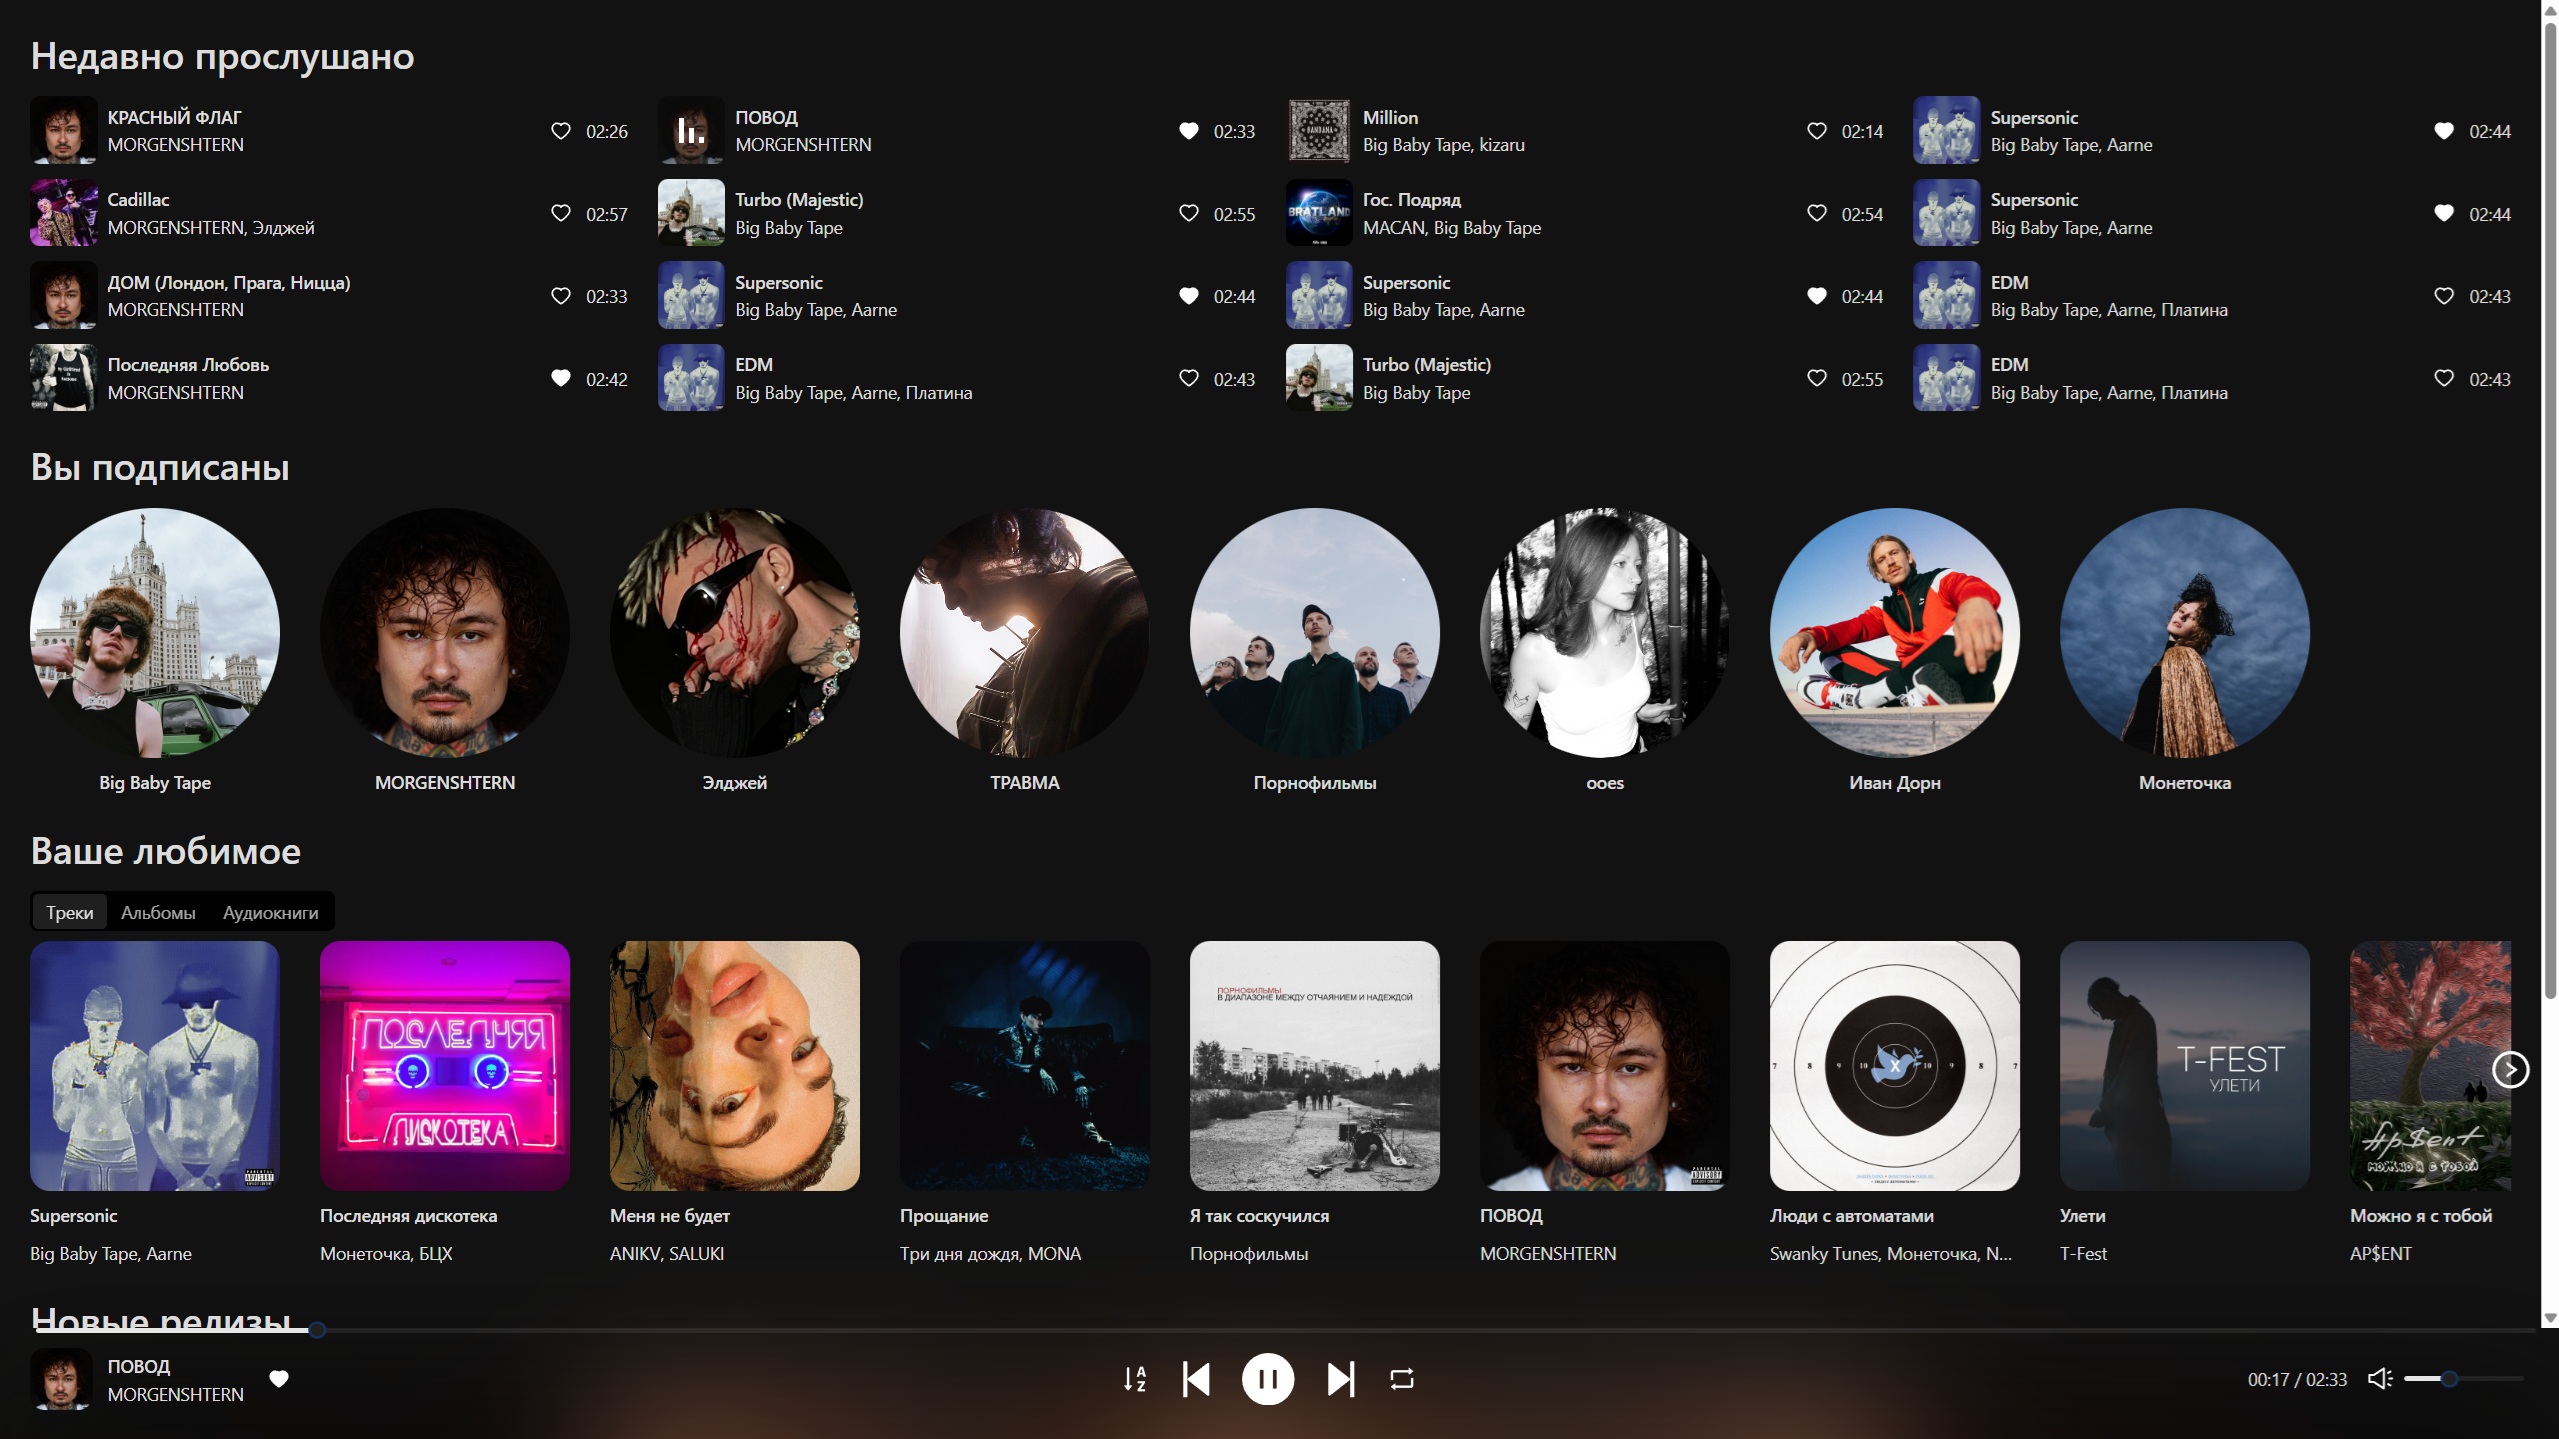 Недавно прослушано
КРАСНЫЙ ФЛАГ
MORGENSHTERN
02:26
ПОВОД
MORGENSHTERN
02:33
Million
Big Baby Tape, kizaru
02:14
Supersonic
Big Baby Tape, Aarne
02:44
Cadillac
MORGENSHTERN, Элджей
02:57
Turbo (Majestic)
Big Baby Tape
02:55
BRATLAND
Гос. Подряд
MACAN, Big Baby Tape
02:54
Supersonic
Big Baby Tape, Aarne
02:44
ДОМ (Лондон, Прага, Ницца)
MORGENSHTERN
02:33
Supersonic
Big Baby Tape, Aarne
02:44
Supersonic
Big Baby Tape, Aarne
02:44
EDM
Big Baby Tape, Aarne, Платина
02:43
Последняя Любовь
MORGENSHTERN
02:42
EDM
Big Baby Tape, Aarne, Платина
02:43
Turbo (Majestic)
Big Baby Tape
02:55
EDM
Big Baby Tape, Aarne, Платина
02:43
Вы подписаны
Big Baby Tape
MORGENSHTERN
Элджей
ТРАВМА
Порнофильмы
ooes
Иван Дорн
Монеточка
Ваше любимое
Треки
Альбомы
Аудиокниги
ПОСЛЕДНЯЯ
ДИСКОТЕКА
ПОРНОФИЛЬМЫ
В ДИАПАЗОНЕ МЕЖДУ ОТЧАЯНИЕМ И НАДЕЖДОЙ
7 8 9 10 X 10 9 8 7
T-FEST
УЛЕТИ
Ap$ent
МОЖНО Я С ТОБОЙ
Supersonic
Big Baby Tape, Aarne
Последняя дискотека
Монеточка, БЦХ
Меня не будет
ANIKV, SALUKI
Прощание
Три дня дождя, MONA
Я так соскучился
Порнофильмы
ПОВОД
MORGENSHTERN
Люди с автоматами
Swanky Tunes, Монеточка, N...
Улети
T-Fest
Можно я с тобой
AP$ENT
Новые релизы
ПОВОД
MORGENSHTERN
A
Z
00:17 / 02:33